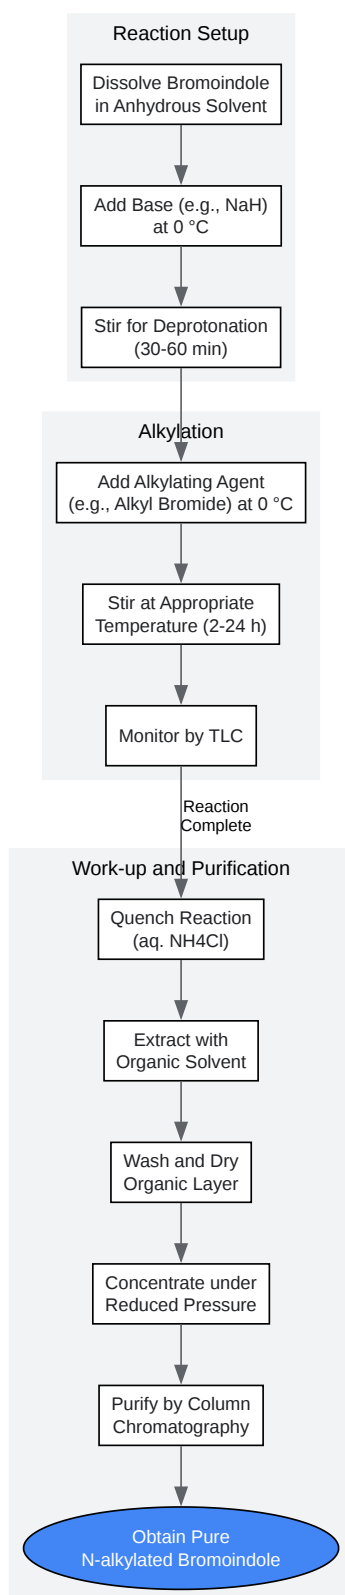 Reaction Setup
Dissolve Bromoindole
in Anhydrous Solvent
Add Base (e.g., NaH)
at 0 °C
Stir for Deprotonation
(30-60 min)
Alkylation
Add Alkylating Agent
(e.g., Alkyl Bromide) at 0 °C
Stir at Appropriate
Temperature (2-24 h)
Monitor by TLC
Reaction
Complete
Work-up and Purification
Quench Reaction
(aq. NH4Cl)
Extract with
Organic Solvent
Wash and Dry
Organic Layer
Concentrate under
Reduced Pressure
Purify by Column
Chromatography
Obtain Pure
N-alkylated Bromoindole